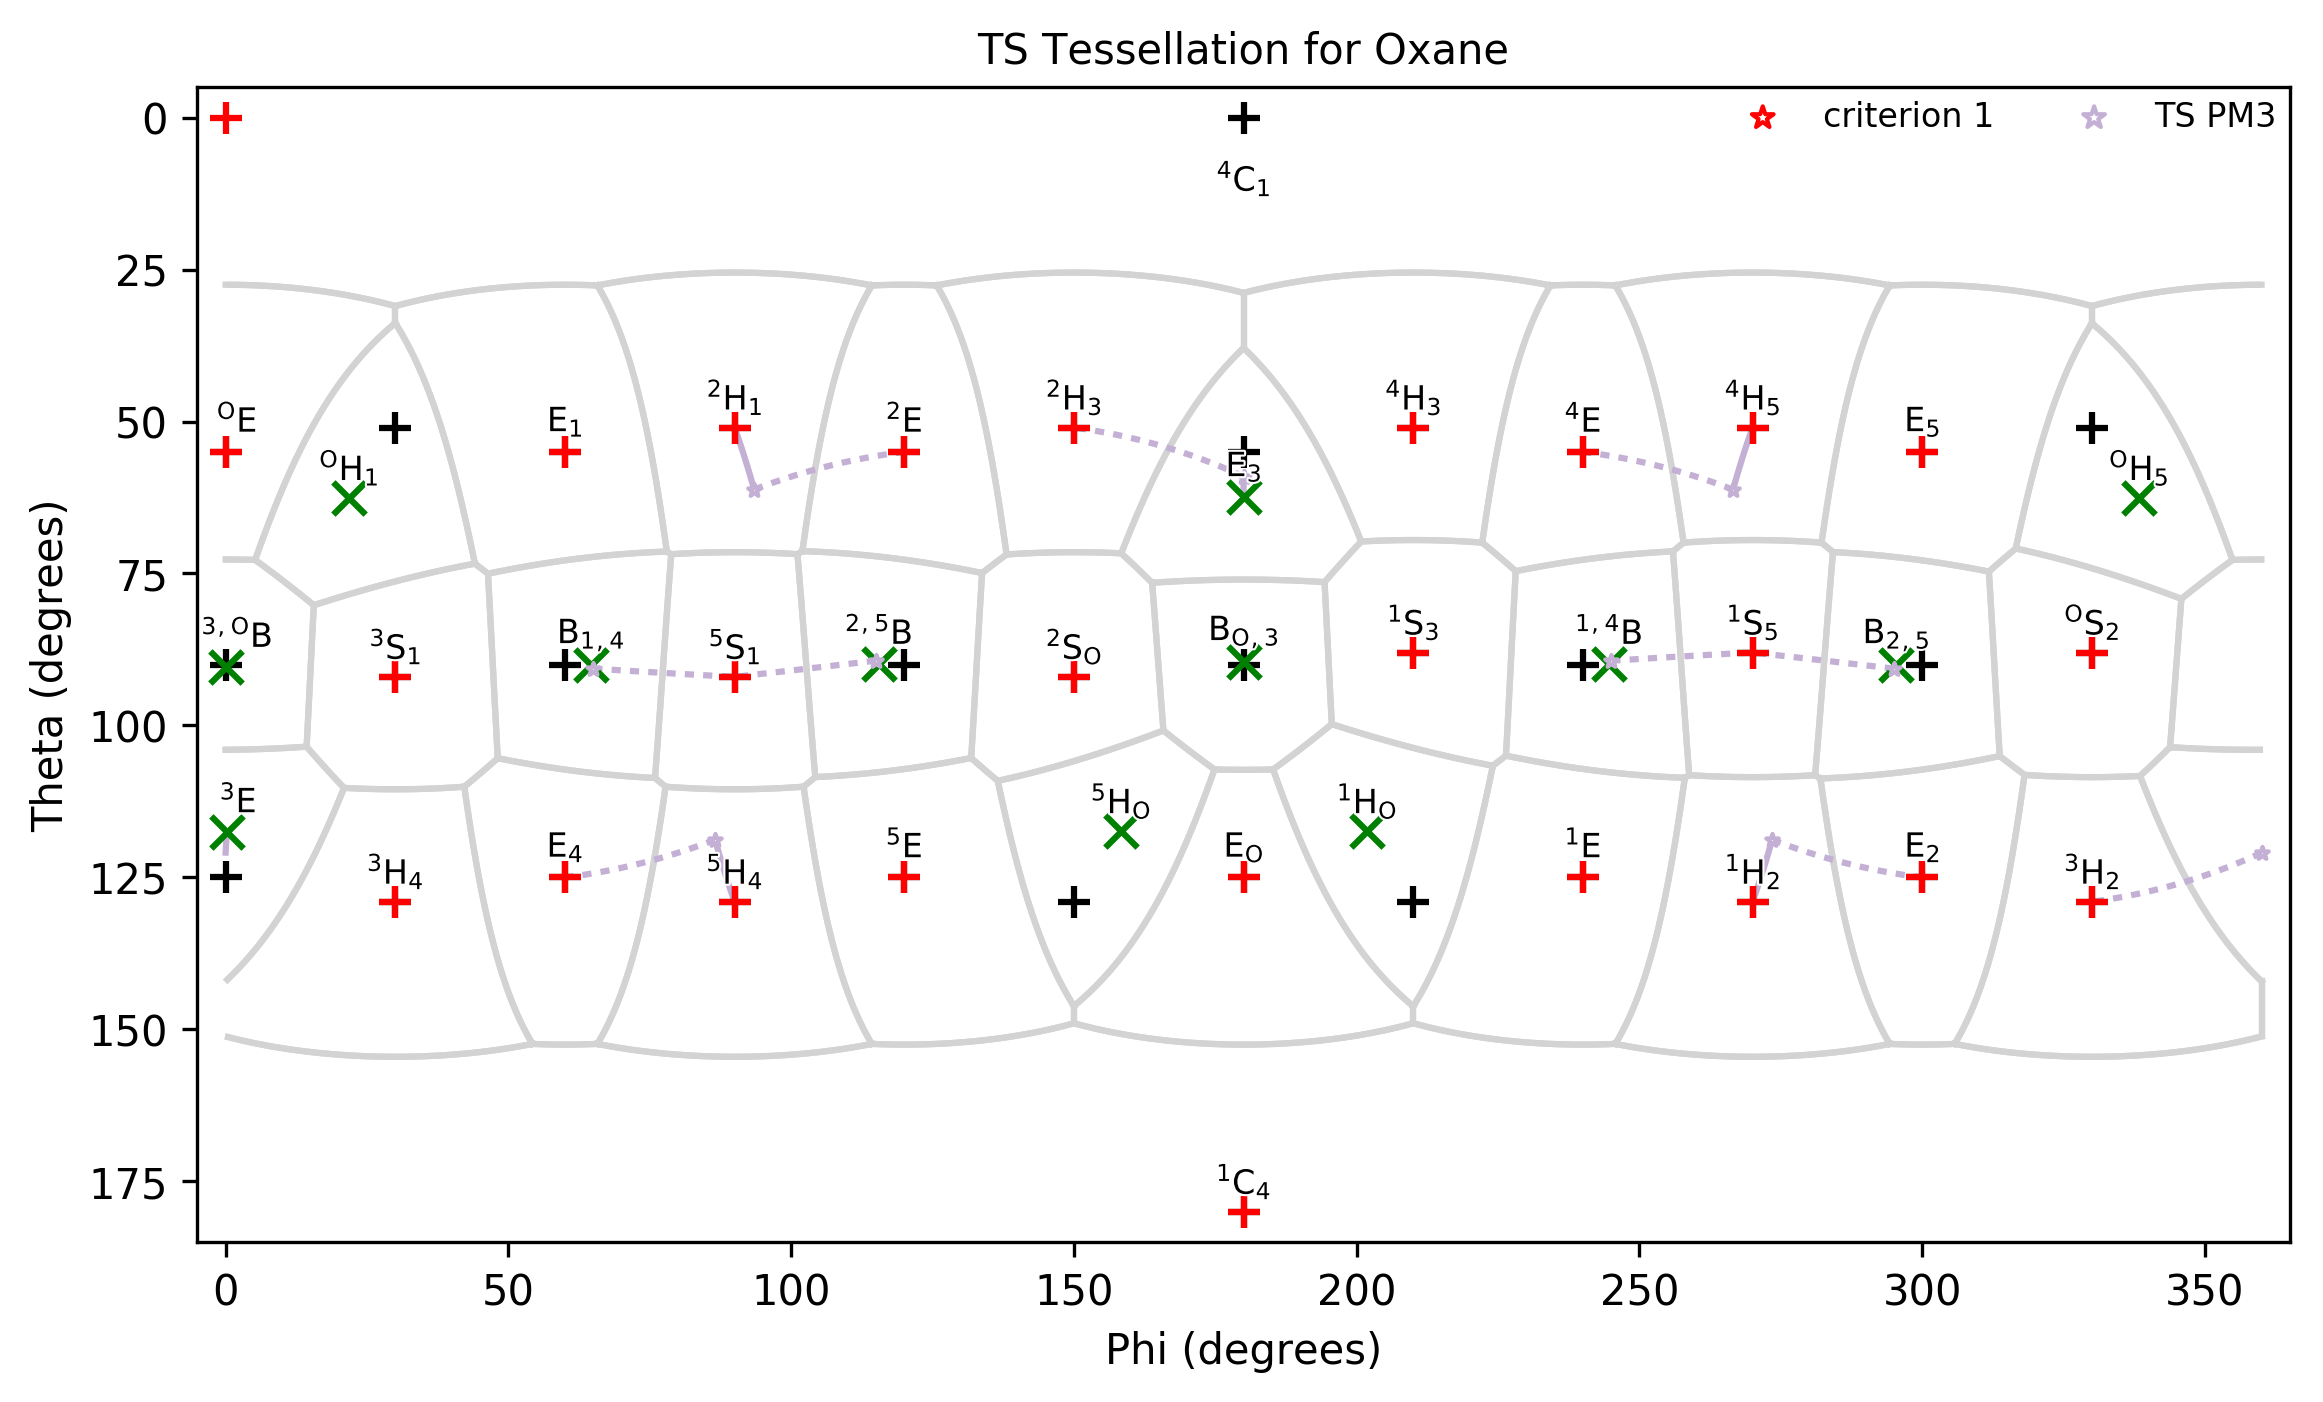 TS Tessellation for Oxane
criterion 1 TS PM3
⁴C₁
ᴼE ᴼH₁ E₁ ²H₁ ²E ²H₃ E₃ ⁴H₃ ⁴E ⁴H₅ E₅ ᴼH₅
³,ᴼB ³S₁ B₁,₄ ⁵S₁ ²,⁵B ²Sₒ Bₒ,₃ ¹S₃ ¹,⁴B ¹S₅ B₂,₅ ᴼS₂
³E ³H₄ E₄ ⁵H₄ ⁵E ⁵Hₒ Eₒ ¹Hₒ ¹E ¹H₂ E₂ ³H₂
¹C₄
0
25
50
75
100
125
150
175
Theta (degrees)
0 50 100 150 200 250 300 350
Phi (degrees)